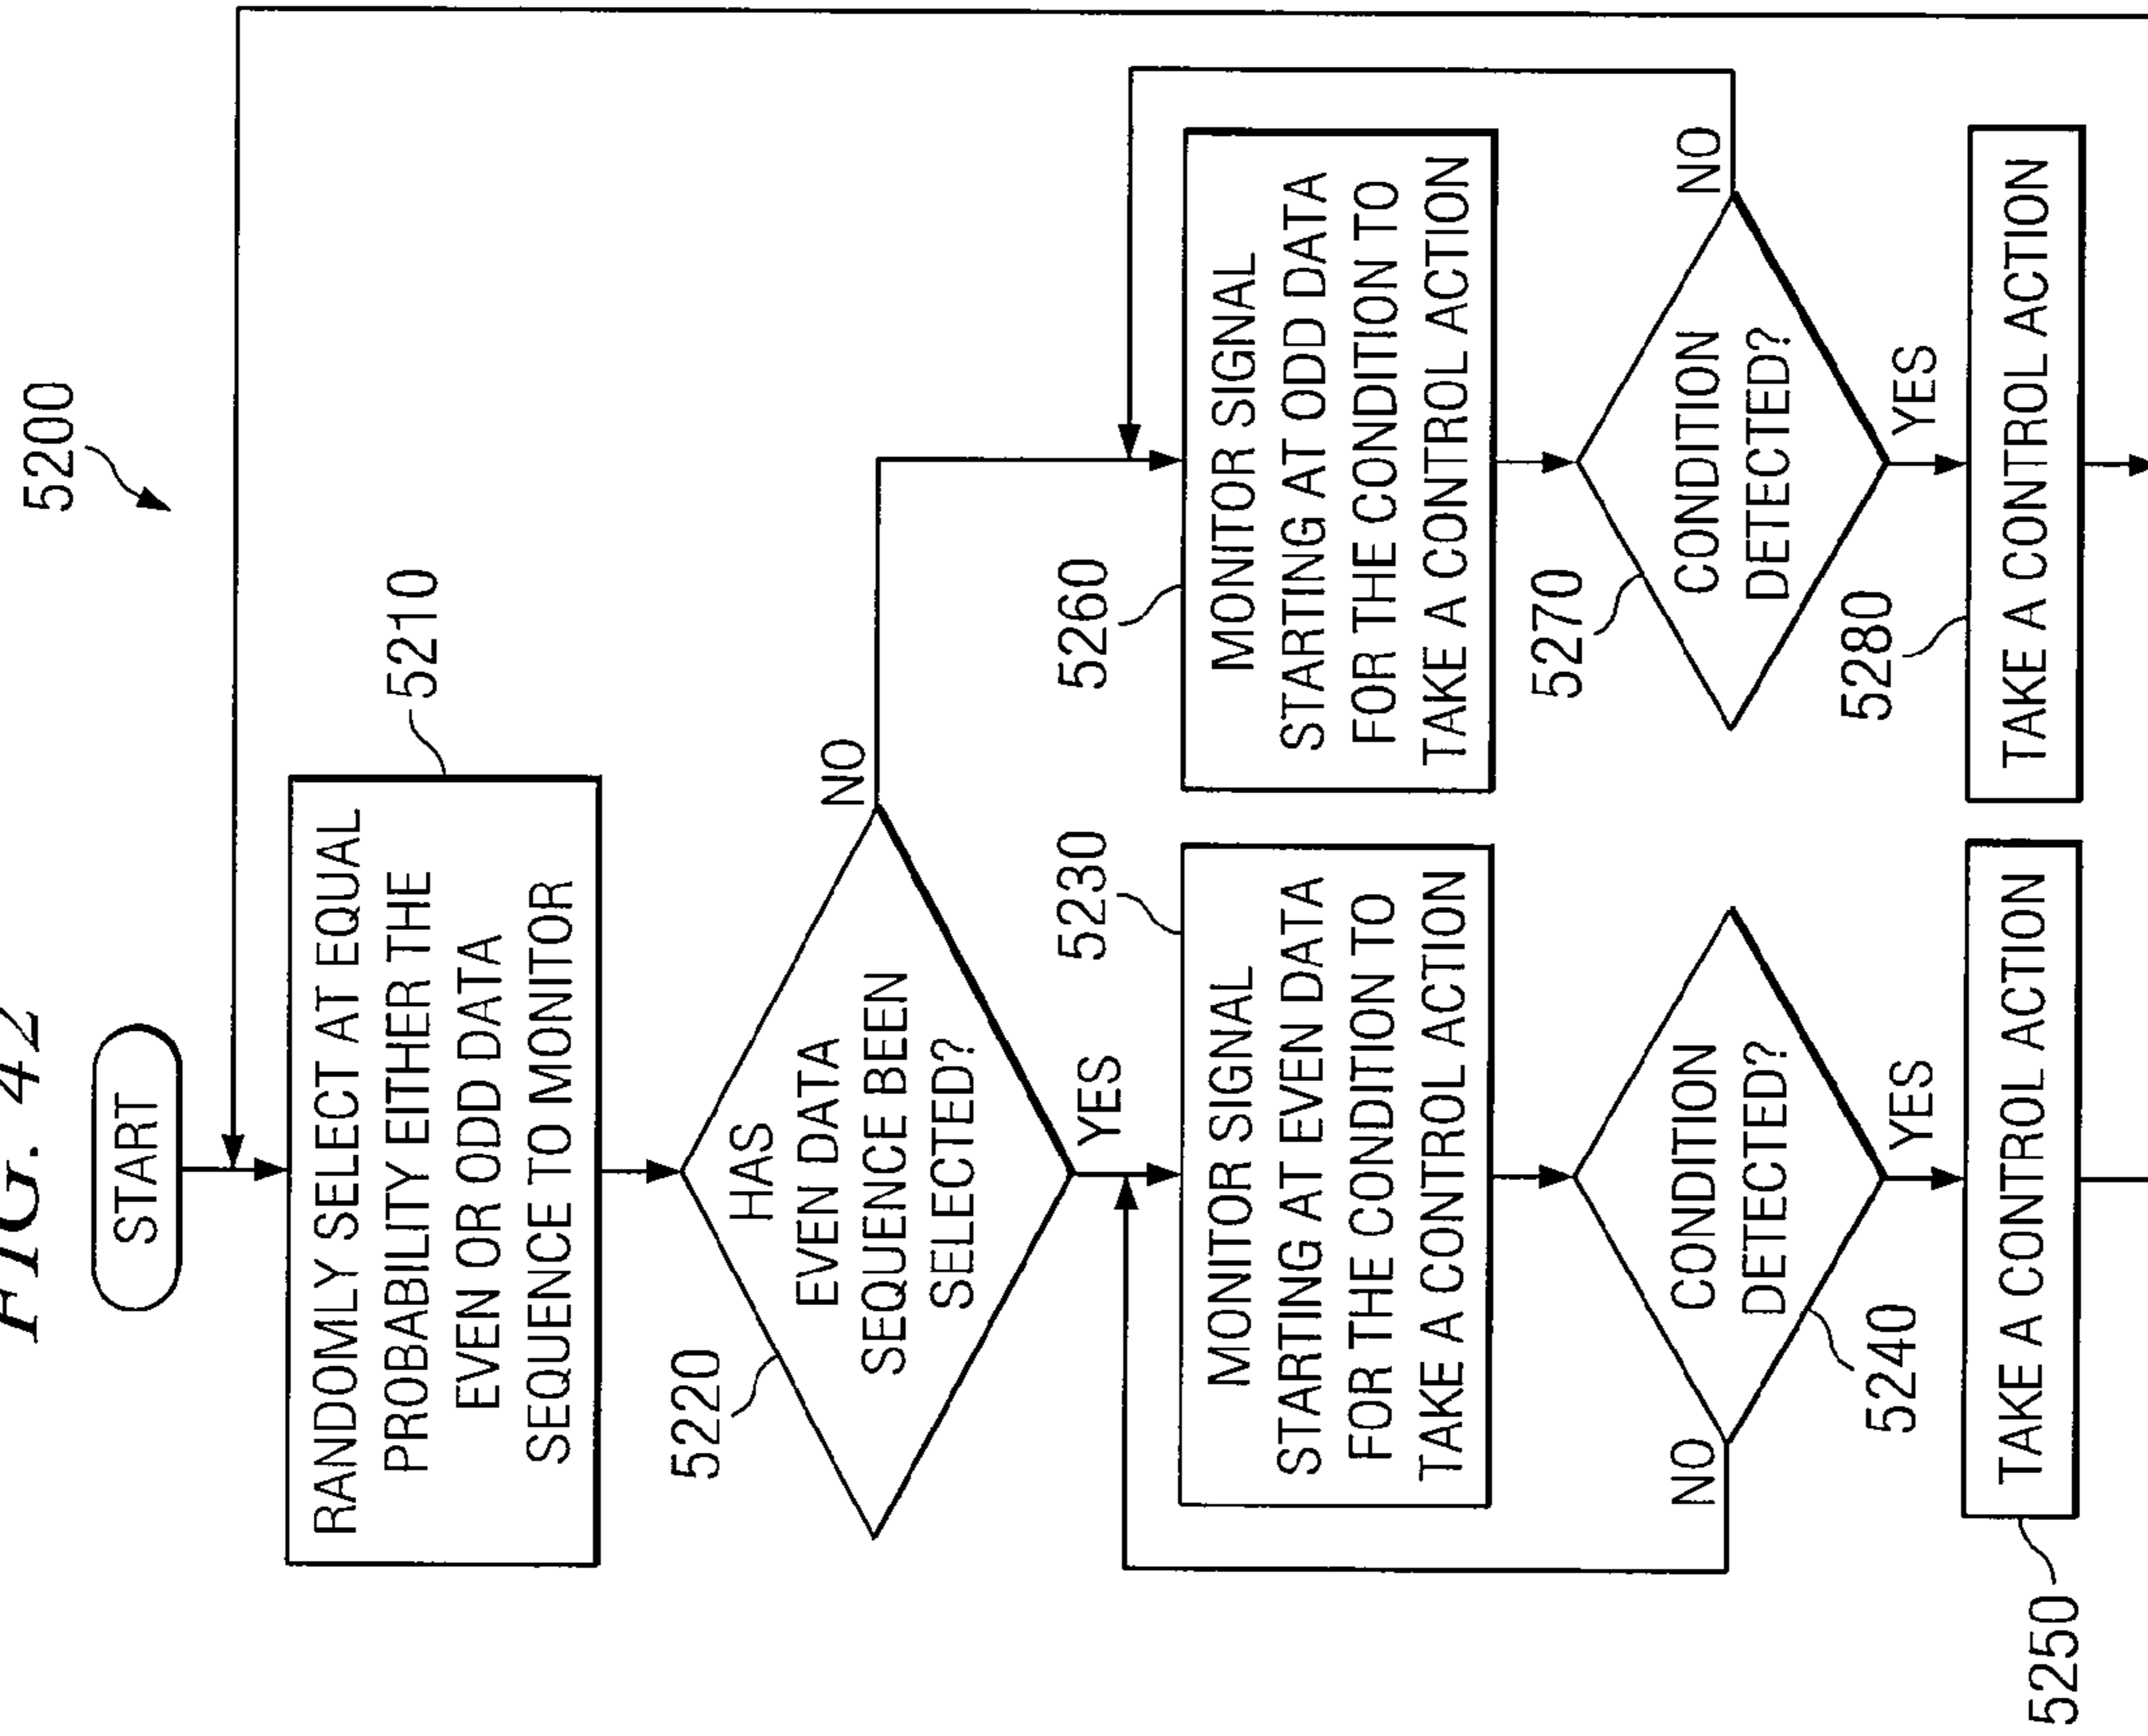 FIG. 42
5200
START
RANDOMLY SELECT AT EQUAL
PROBABILITY EITHER THE
EVEN OR ODD DATA
SEQUENCE TO MONITOR
5210
5220
HAS
EVEN DATA
SEQUENCE BEEN
SELECTED?
NO
YES
5230
MONITOR SIGNAL
STARTING AT EVEN DATA
FOR THE CONDITION TO
TAKE A CONTROL ACTION
CONDITION
DETECTED?
5240
NO
YES
TAKE A CONTROL ACTION
5250
5260
MONITOR SIGNAL
STARTING AT ODD DATA
FOR THE CONDITION TO
TAKE A CONTROL ACTION
5270
CONDITION
DETECTED?
NO
YES
5280
TAKE A CONTROL ACTION